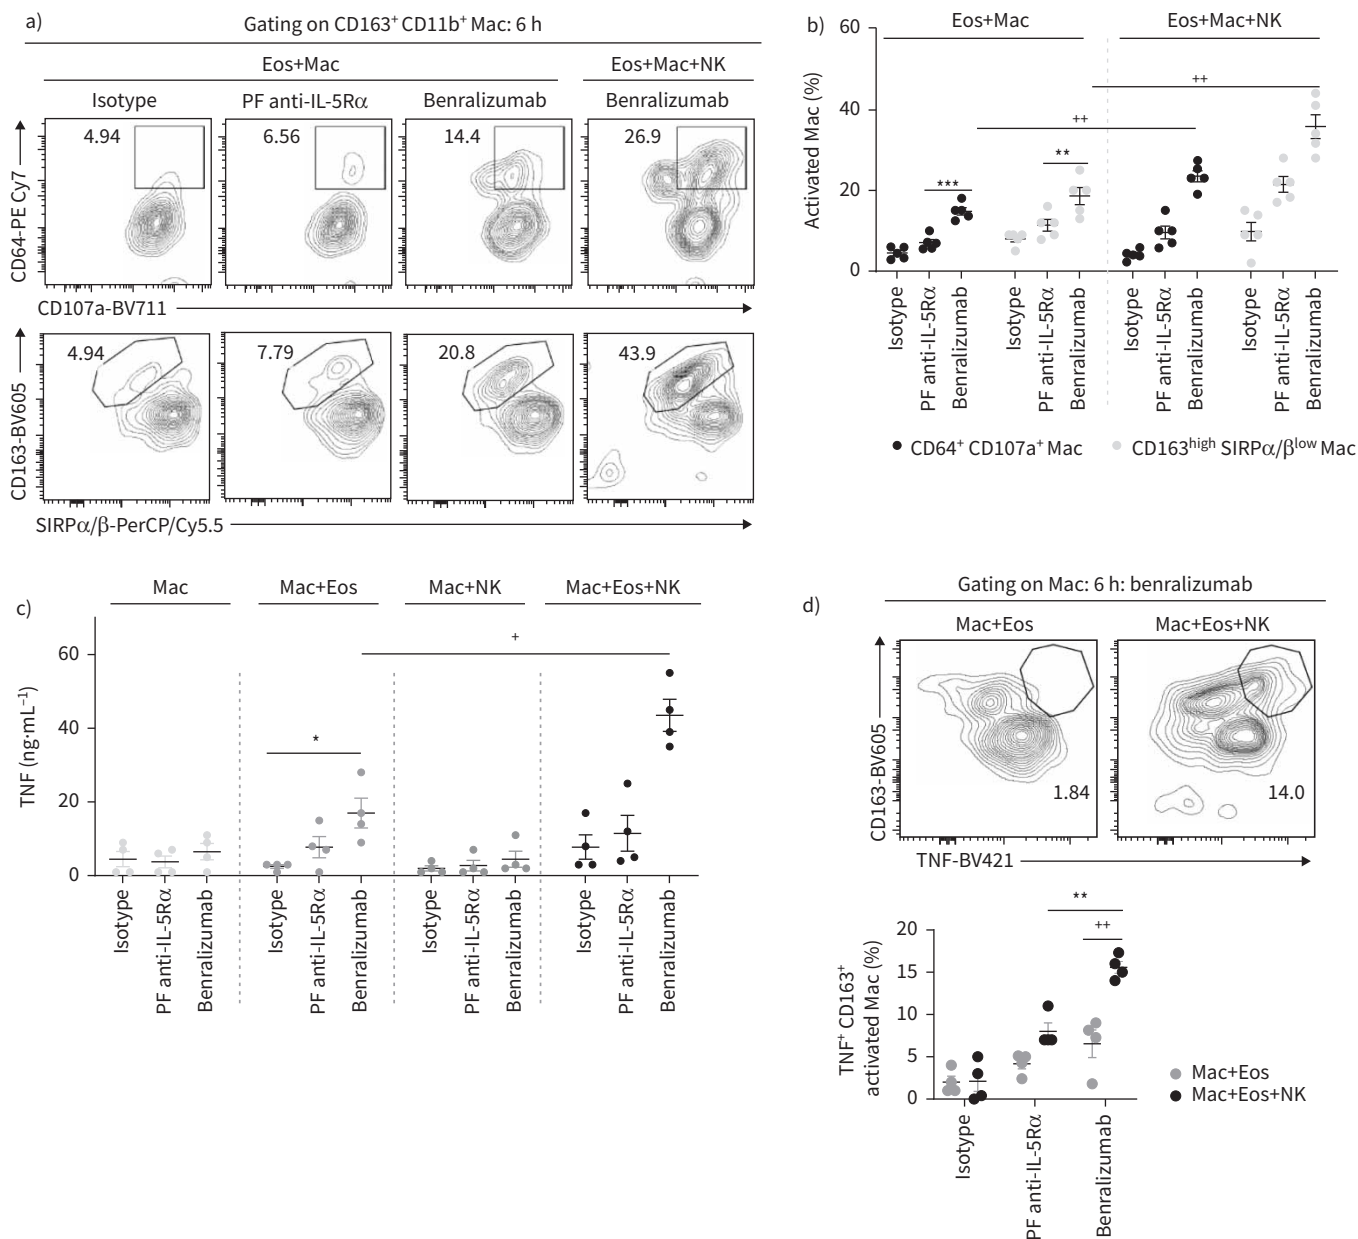 a)
Gating on CD163⁺ CD11b⁺ Mac: 6 h
Eos+Mac
Eos+Mac+NK
Isotype
PF anti-IL-5Rα
Benralizumab
Benralizumab
4.94
6.56
14.4
26.9
CD64-PE Cy7
CD107a-BV711
4.94
7.79
20.8
43.9
CD163-BV605
SIRPα/β-PerCP/Cy5.5
b)
Eos+Mac
Eos+Mac+NK
Activated Mac (%)
60
40
20
0
***
**
++
++
Isotype
PF anti-IL-5Rα
Benralizumab
Isotype
PF anti-IL-5Rα
Benralizumab
Isotype
PF anti-IL-5Rα
Benralizumab
Isotype
PF anti-IL-5Rα
Benralizumab
CD64⁺ CD107a⁺ Mac
CD163ʰⁱᵍʰ SIRPα/βˡᵒʷ Mac
c)
Mac
Mac+Eos
Mac+NK
Mac+Eos+NK
TNF (ng·mL⁻¹)
60
40
20
0
*
+
Isotype
PF anti-IL-5Rα
Benralizumab
Isotype
PF anti-IL-5Rα
Benralizumab
Isotype
PF anti-IL-5Rα
Benralizumab
Isotype
PF anti-IL-5Rα
Benralizumab
d)
Gating on Mac: 6 h: benralizumab
Mac+Eos
Mac+Eos+NK
CD163-BV605
1.84
14.0
TNF-BV421
TNF⁺ CD163⁺
activated Mac (%)
20
15
10
5
0
**
++
Isotype
PF anti-IL-5Rα
Benralizumab
Mac+Eos
Mac+Eos+NK